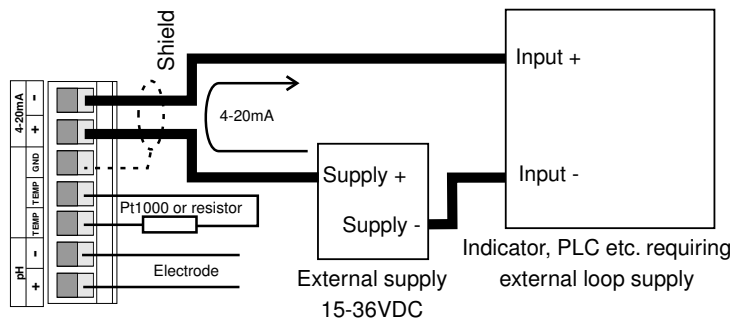 Shield
4-20mA
-
+
GND
TEMP
TEMP
pH
-
+
4-20mA
Pt1000 or resistor
Electrode
Supply +
Supply -
External supply
15-36VDC
Input +
Input -
Indicator, PLC etc. requiring
external loop supply